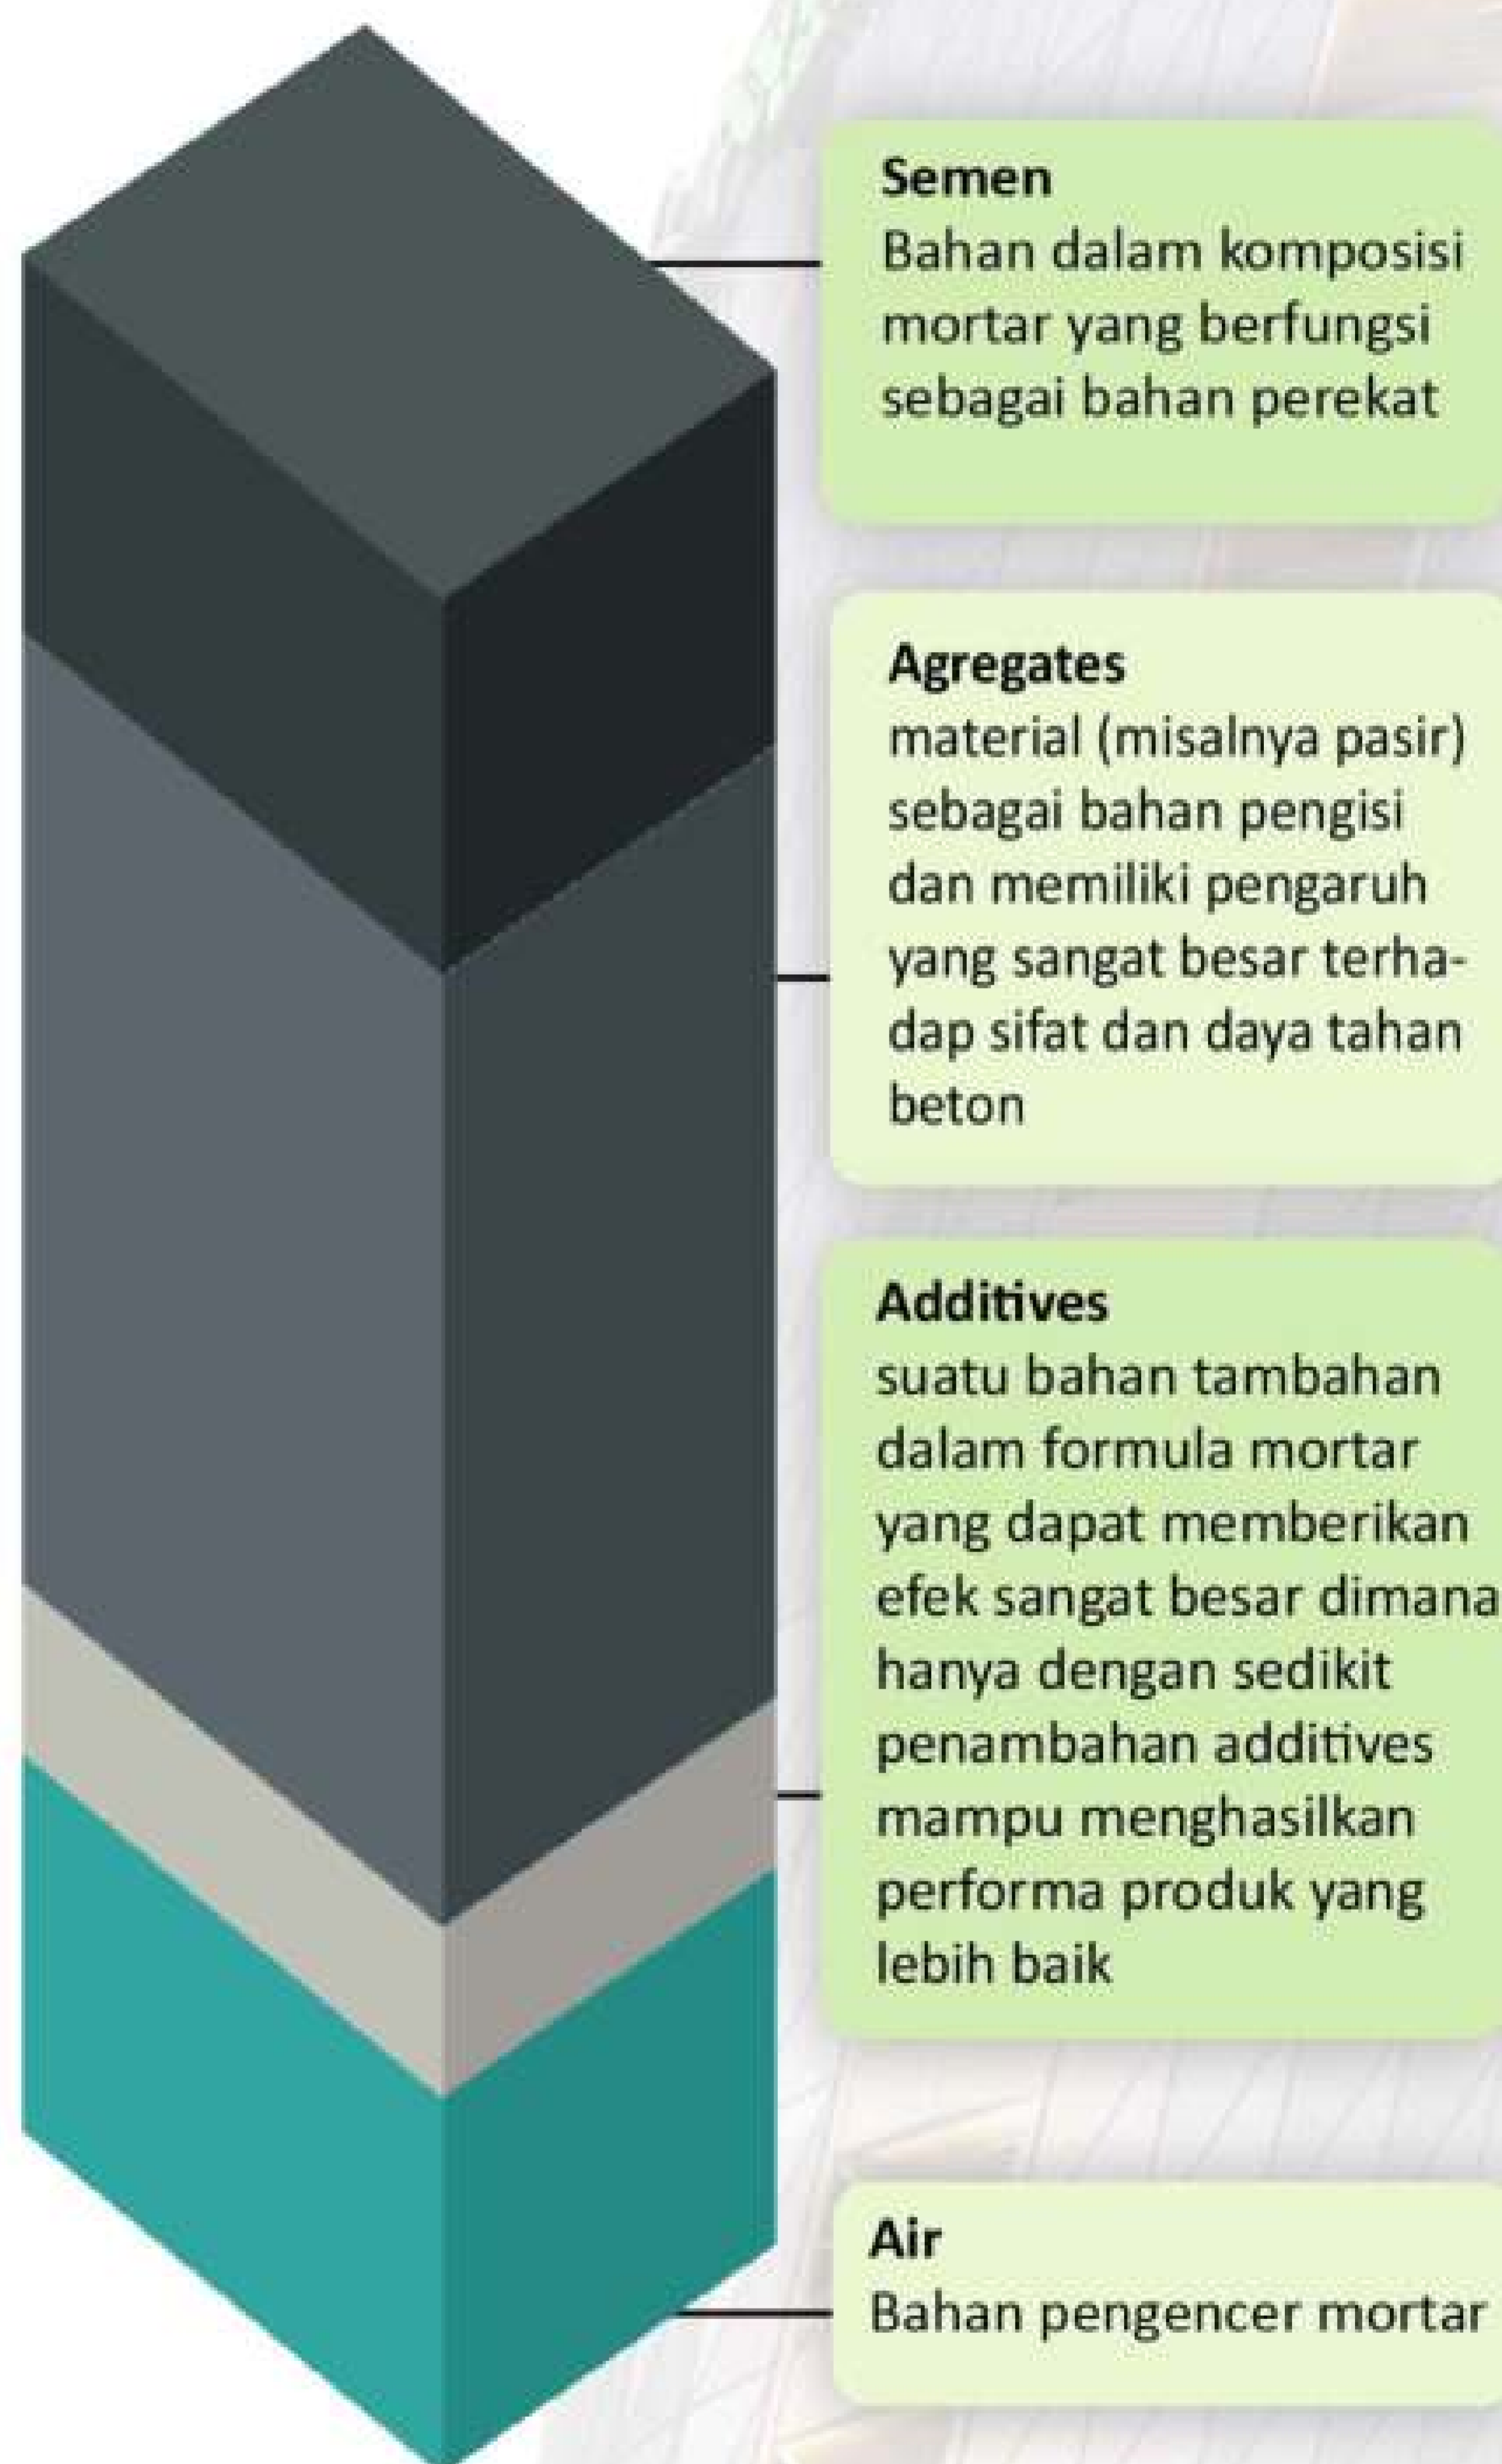 Semen
Bahan dalam komposisi
mortar yang berfungsi
sebagai bahan perekat
Agregates
material (misalnya pasir)
sebagai bahan pengisi
dan memiliki pengaruh
yang sangat besar terha-
dap sifat dan daya tahan
beton
Additives
suatu bahan tambahan
dalam formula mortar
yang dapat memberikan
efek sangat besar dimana
hanya dengan sedikit
penambahan additives
mampu menghasilkan
performa produk yang
lebih baik
Air
Bahan pengencer mortar